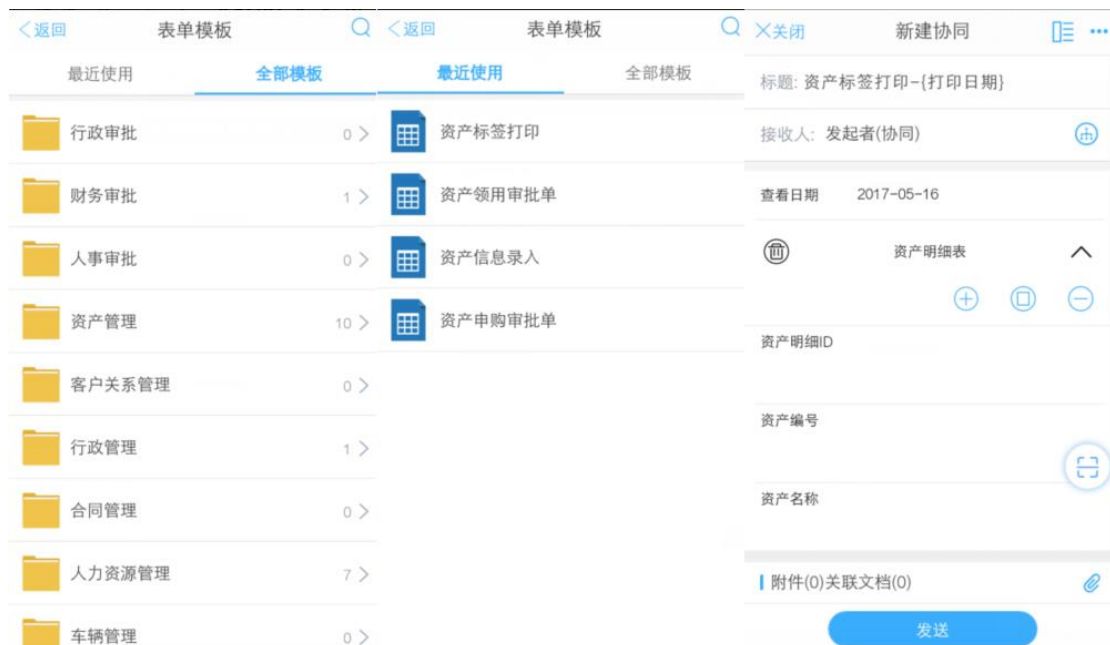 返回
表单模板
最近使用
全部模板
行政审批
0
财务审批
1
人事审批
0
资产管理
10
客户关系管理
0
行政管理
1
合同管理
0
人力资源管理
7
车辆管理
0
返回
表单模板
最近使用
全部模板
资产标签打印
资产领用审批单
资产信息录入
资产申购审批单
关闭
新建协同
标题: 资产标签打印-{打印日期}
接收人: 发起者(协同)
查看日期 2017-05-16
资产明细表
资产明细ID
资产编号
资产名称
附件(0)关联文档(0)
发送